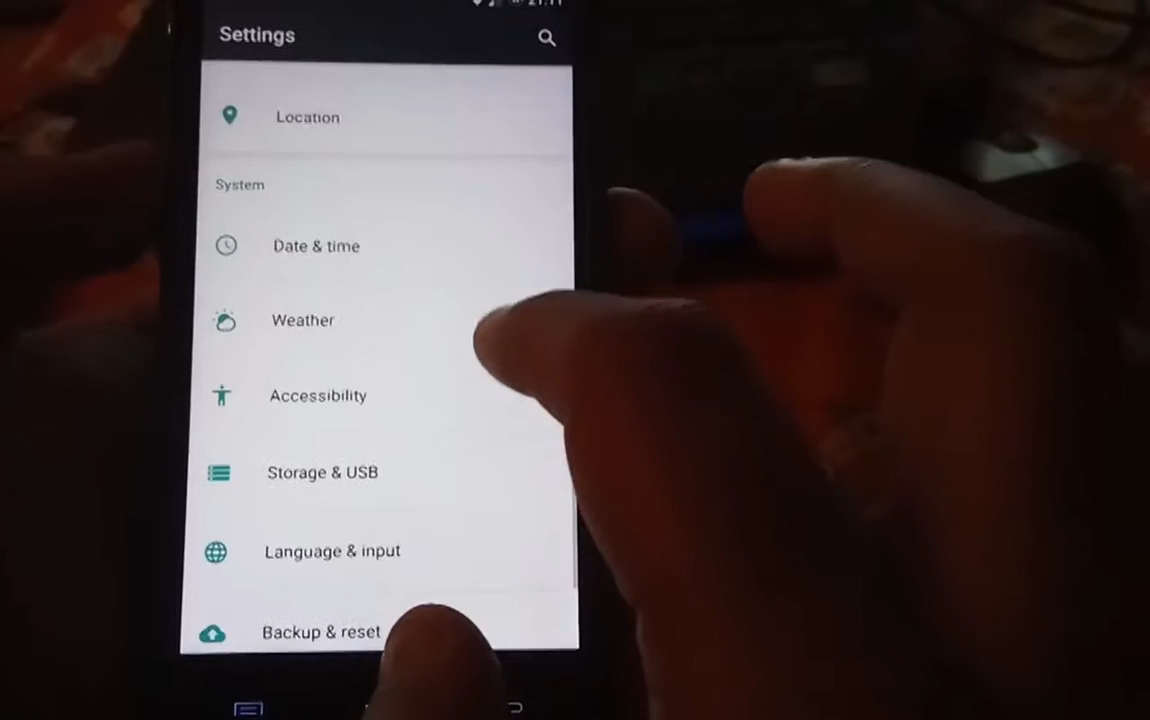 Settings
Location
System
Date & time
Weather
Accessibility
Storage & USB
Language & input
Backup & reset